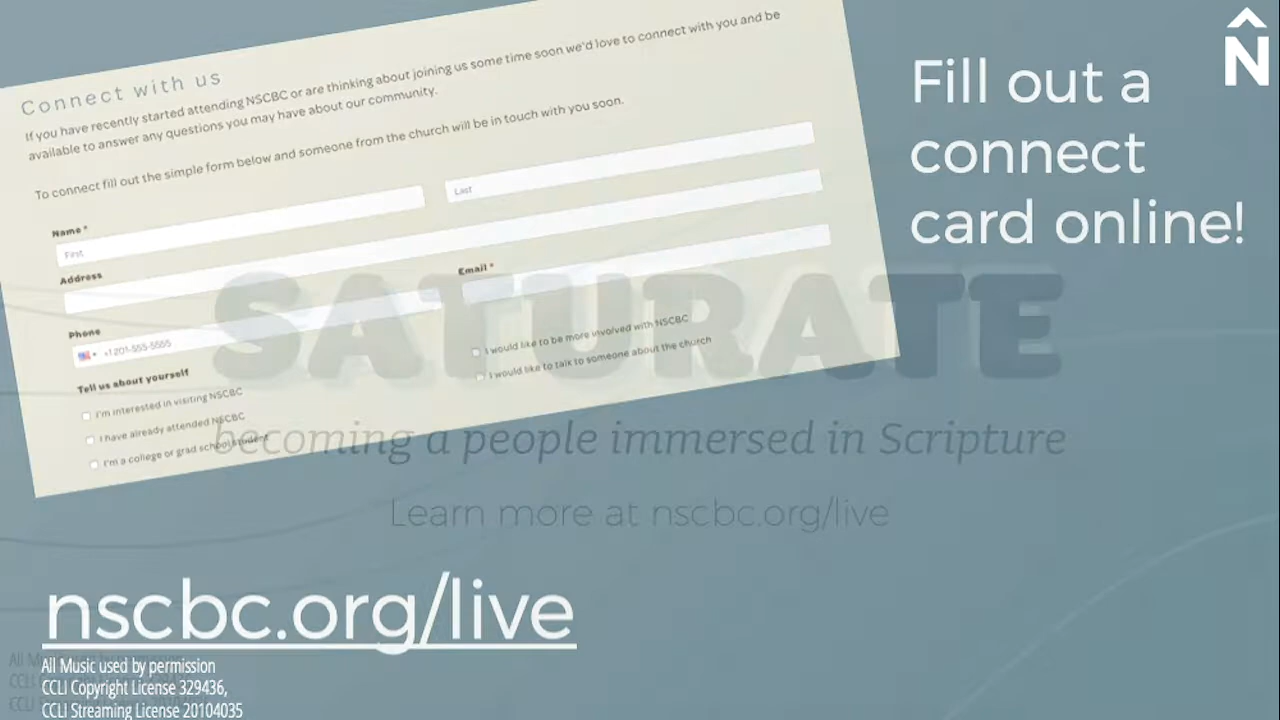 Connect with us
If you have recently started attending NSCBC or are thinking about joining us some time soon we'd love to connect with you and be
available to answer any questions you may have about our community.
To connect fill out the simple form below and someone from the church will be in touch with you soon.
Name *
First
Last
Address
Phone
+1 201-555-5555
Email *
Tell us about yourself
I'm interested in visiting NSCBC
I have already attended NSCBC
I'm a college or grad school student
I would like to be more involved with NSCBC
I would like to talk to someone about the church
N
Fill out a
connect
card online!
SATURATE
becoming a people immersed in Scripture
Learn more at nscbc.org/live
nscbc.org/live
All Music used by permission
CCLI Copyright License 329436,
CCLI Streaming License 20104035